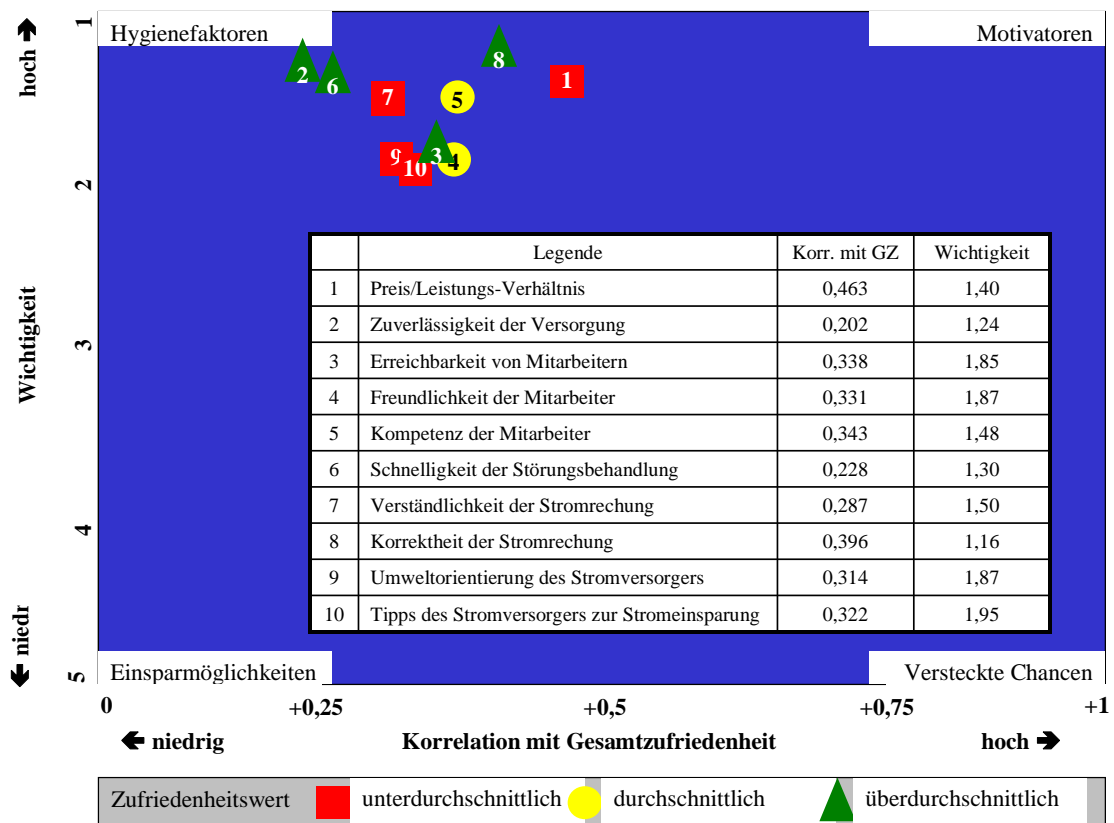 Hygienefaktoren
Motivatoren
hoch 🡹
1
2
3
4
5
Wichtigkeit
🡸 niedr
2
6
8
7
5
1
9
10
3
4
Legende Korr. mit GZ Wichtigkeit
1 Preis/Leistungs-Verhältnis 0,463 1,40
2 Zuverlässigkeit der Versorgung 0,202 1,24
3 Erreichbarkeit von Mitarbeitern 0,338 1,85
4 Freundlichkeit der Mitarbeiter 0,331 1,87
5 Kompetenz der Mitarbeiter 0,343 1,48
6 Schnelligkeit der Störungsbehandlung 0,228 1,30
7 Verständlichkeit der Stromrechung 0,287 1,50
8 Korrektheit der Stromrechung 0,396 1,16
9 Umweltorientierung des Stromversorgers 0,314 1,87
10 Tipps des Stromversorgers zur Stromeinsparung 0,322 1,95
Einsparmöglichkeiten
Versteckte Chancen
0 +0,25 +0,5 +0,75 +1
🡸 niedrig Korrelation mit Gesamtzufriedenheit hoch 🡺
Zufriedenheitswert unterdurchschnittlich durchschnittlich überdurchschnittlich